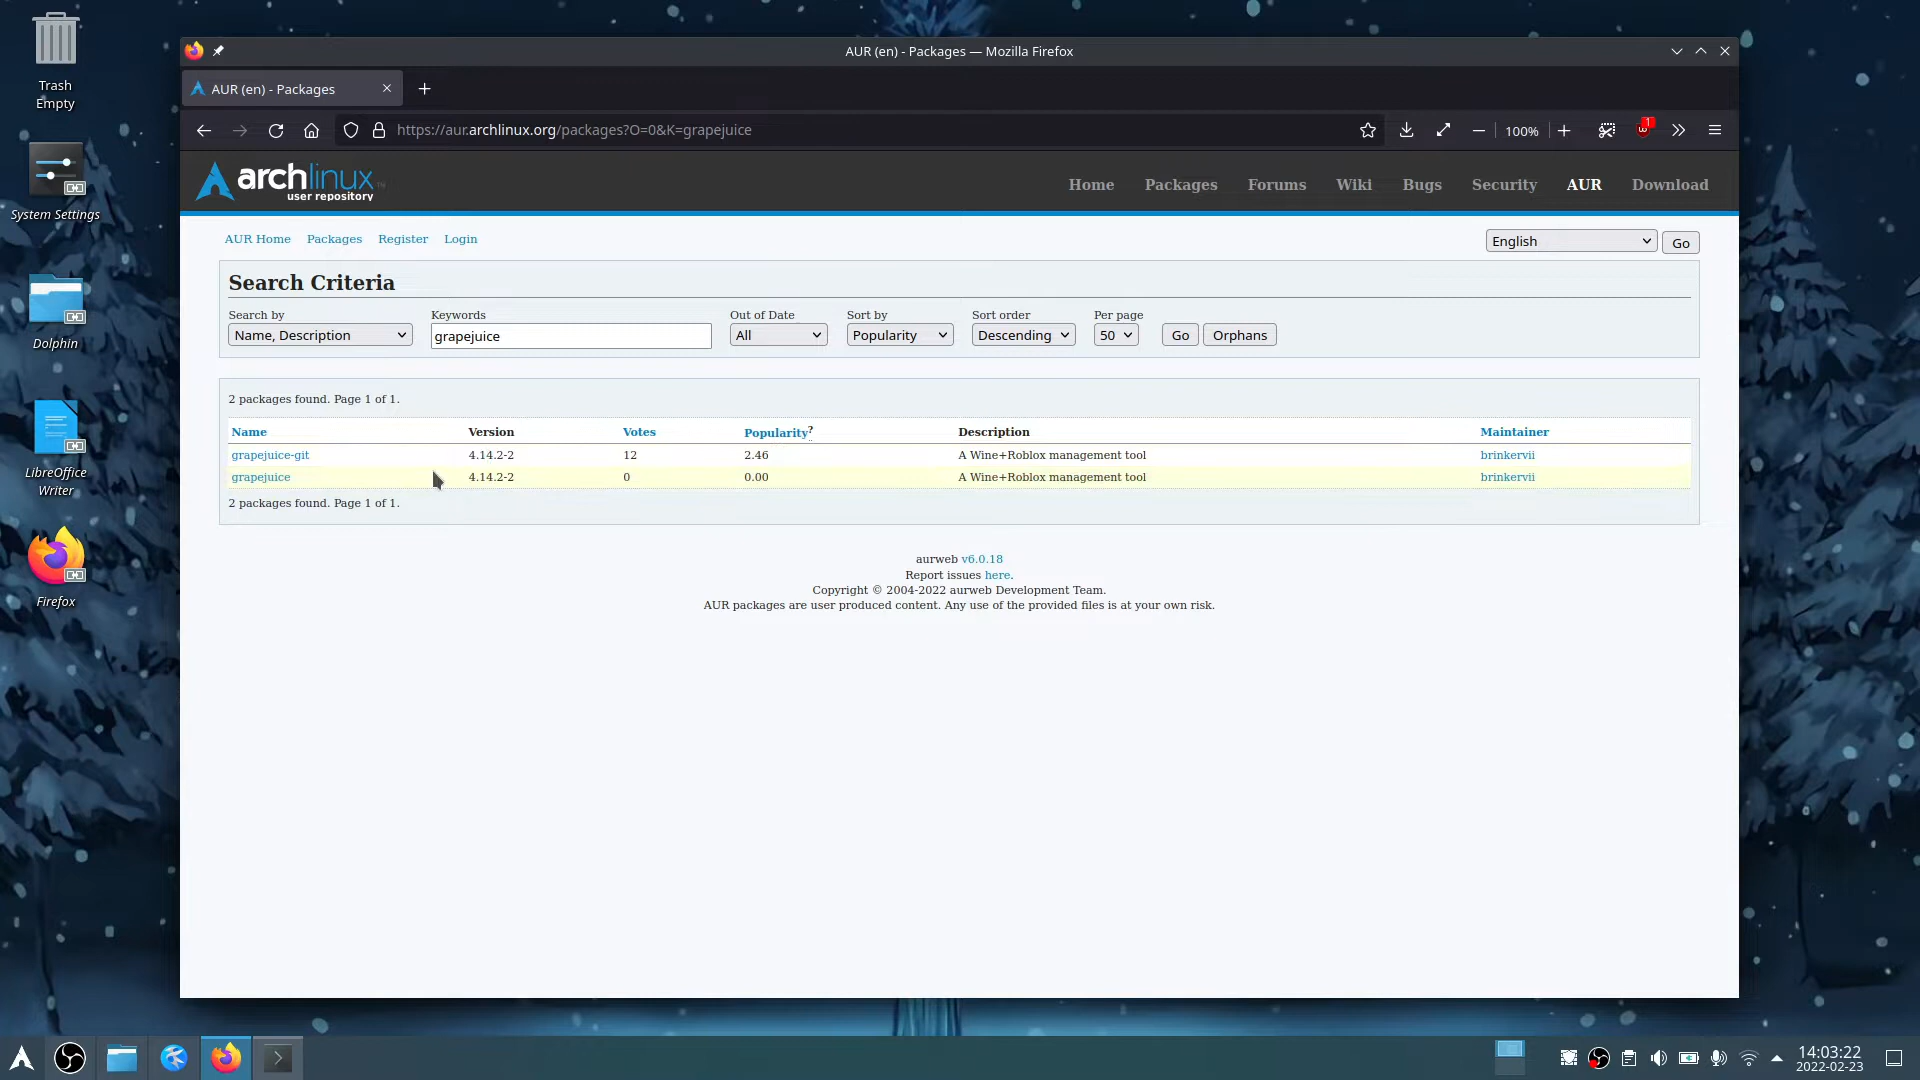 Trash
Empty
System Settings
Dolphin
LibreOffice
Writer
Firefox
AUR (en) - Packages — Mozilla Firefox
AUR (en) - Packages
https://aur.archlinux.org/packages?O=0&K=grapejuice
100%
1
archlinux
user repository
Home Packages Forums Wiki Bugs Security AUR Download
AUR Home Packages Register Login
English Go
Search Criteria
Search by Keywords Out of Date Sort by Sort order Per page
Name, Description grapejuice All Popularity Descending 50 Go Orphans
2 packages found. Page 1 of 1.
Name Version Votes Popularity? Description Maintainer
grapejuice-git 4.14.2-2 12 2.46 A Wine+Roblox management tool brinkervii
grapejuice 4.14.2-2 0 0.00 A Wine+Roblox management tool brinkervii
2 packages found. Page 1 of 1.
aurweb v6.0.18
Report issues here.
Copyright © 2004-2022 aurweb Development Team.
AUR packages are user produced content. Any use of the provided files is at your own risk.
14:03:22
2022-02-23